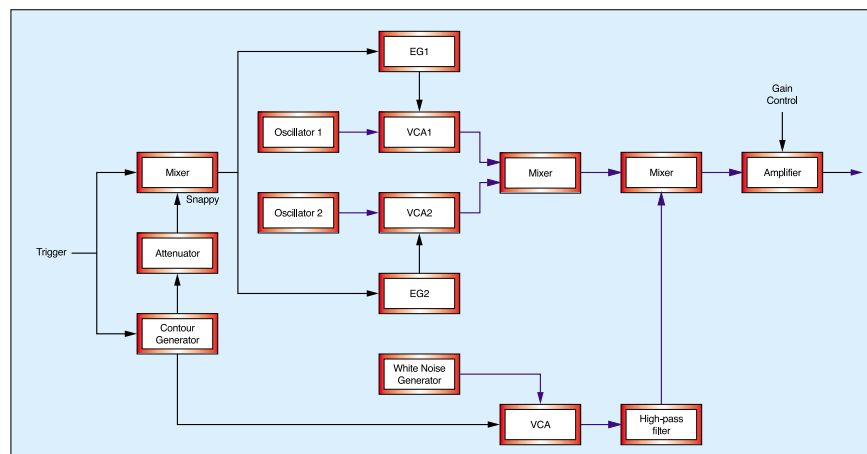 EG1
Gain
Control
Oscillator 1
VCA1
Mixer
Snappy
Mixer
Mixer
Amplifier
Oscillator 2
VCA2
Trigger
Attenuator
EG2
Contour
Generator
White Noise
Generator
VCA
High-pass
filter